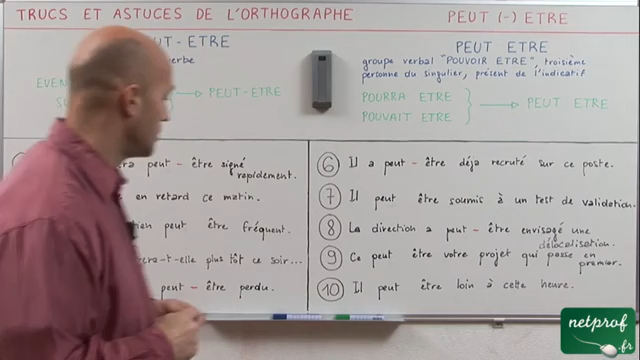 TRUCS ET ASTUCES DE L'ORTHOGRAPHE
PEUT (-) ETRE
UT-ETRE
PEUT-ETRE
PEUT ETRE
groupe verbal "POUVOIR ETRE", troisième
personne du singulier, présent de l'indicatif
POURRA ETRE
POUVAIT ETRE
PEUT ETRE
peut - être signé
rapidement.
en retard ce matin.
peut être fréquent.
-t-elle plus tôt ce soir...
peut - être perdu.
6 Il a peut - être déjà recruté sur ce poste.
7 Il peut être soumis à un test de validation.
8 La direction a peut - être envisagé une
délocalisation.
9 Ce peut être votre projet qui passe en
premier.
10 Il peut être loin à cette heure.
netprof
.fr